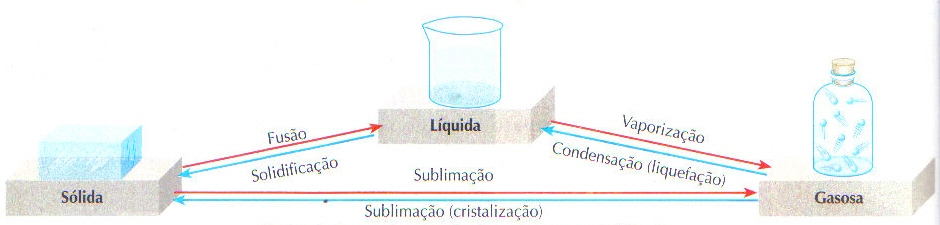 Fusão
Solidificação
Líquida
Vaporização
Condensação (liquefação)
Sólida
Sublimação
Sublimação (cristalização)
Gasosa